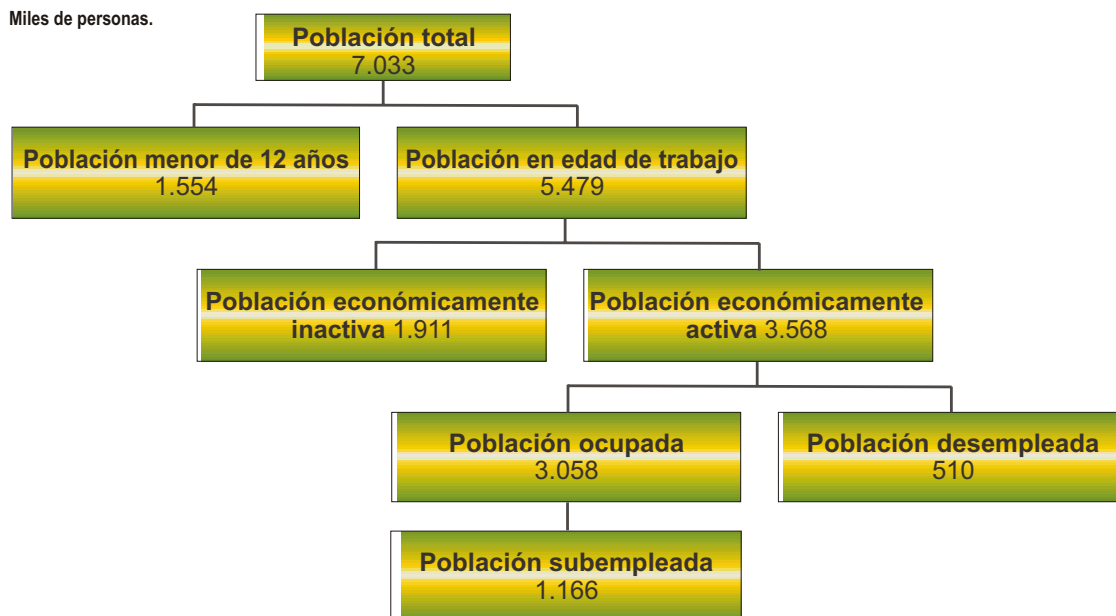 Miles de personas.
Población total
7.033
Población menor de 12 años
1.554
Población en edad de trabajo
5.479
Población económicamente
inactiva 1.911
Población económicamente
activa 3.568
Población ocupada
3.058
Población desempleada
510
Población subempleada
1.166